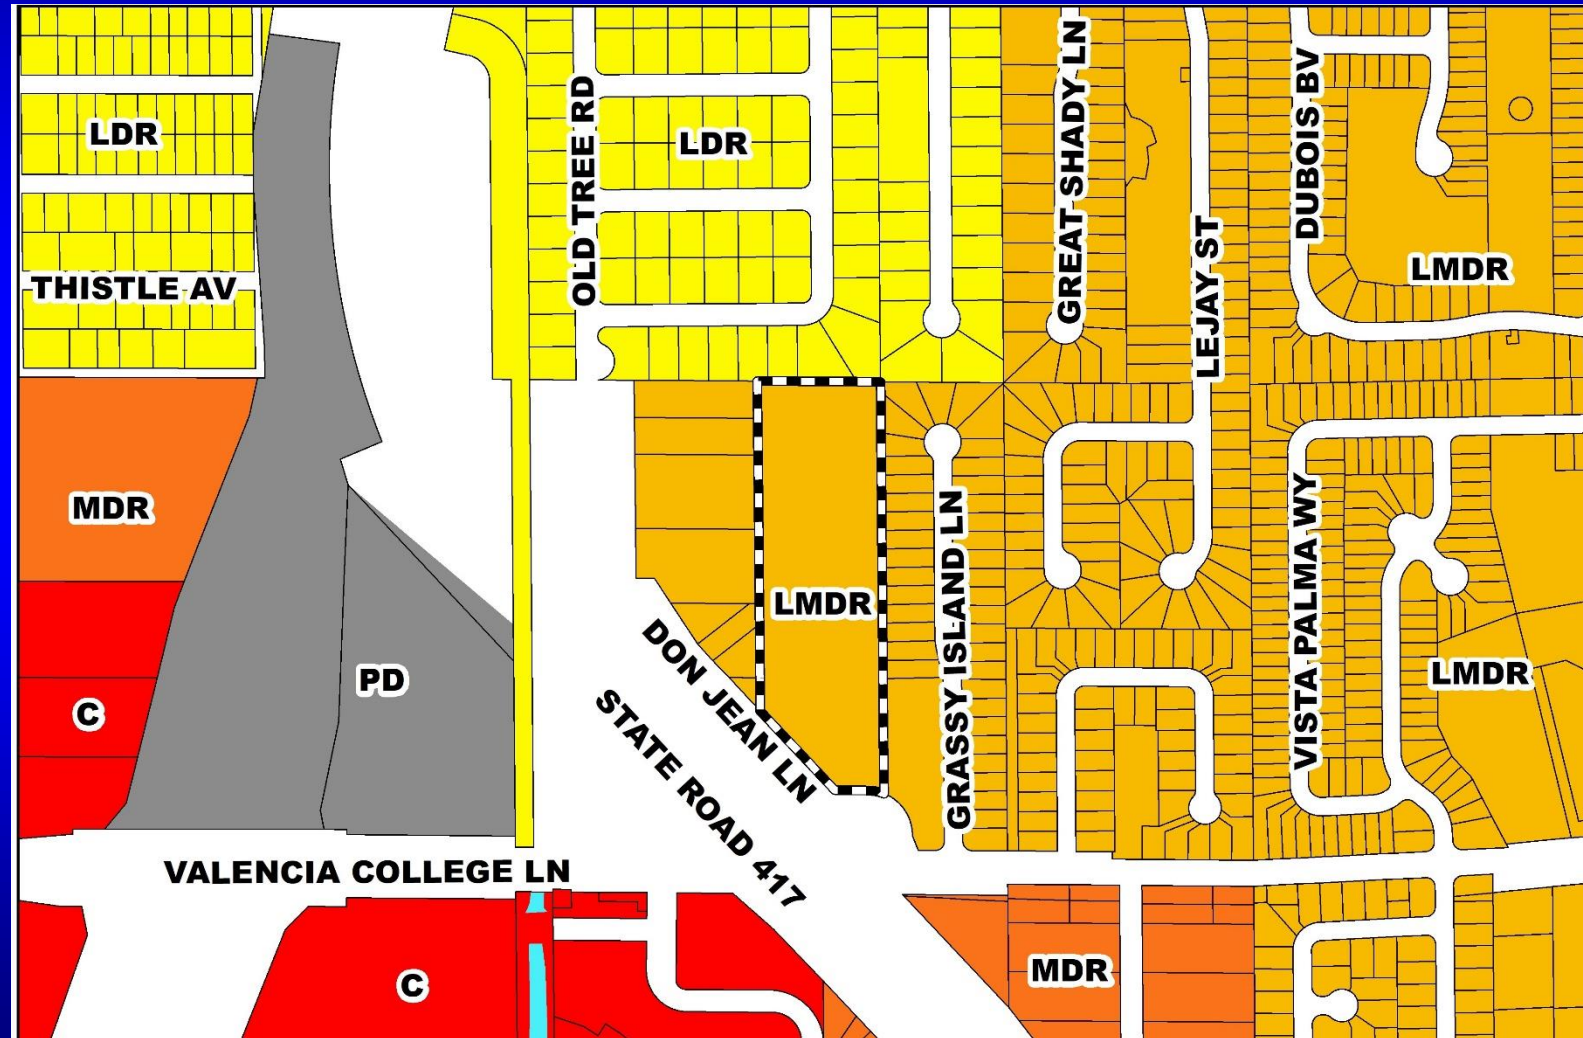 LDR
LDR
OLD TREE RD
GREAT SHADY LN
DUBOIS BV
LEJAY ST
LMDR
THISTLE AV
MDR
LMDR
GRASSY ISLAND LN
VISTA PALMA WY
LMDR
PD
C
DON JEAN LN
STATE ROAD 417
VALENCIA COLLEGE LN
C
MDR